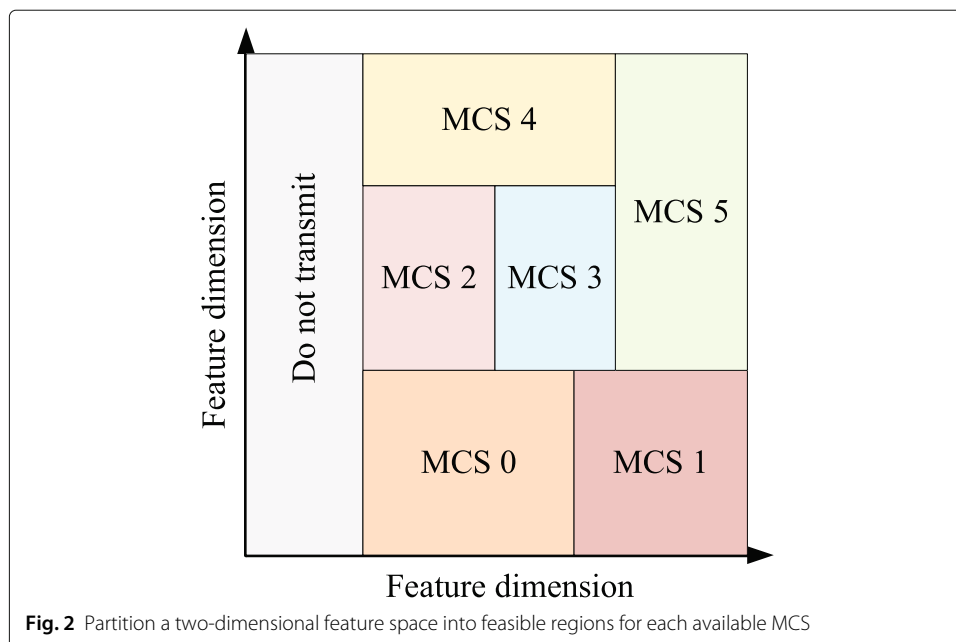 MCS 4
MCS 5
Do not transmit
Feature dimension
MCS 2
MCS 3
MCS 0
MCS 1
Feature dimension
Fig. 2 Partition a two-dimensional feature space into feasible regions for each available MCS